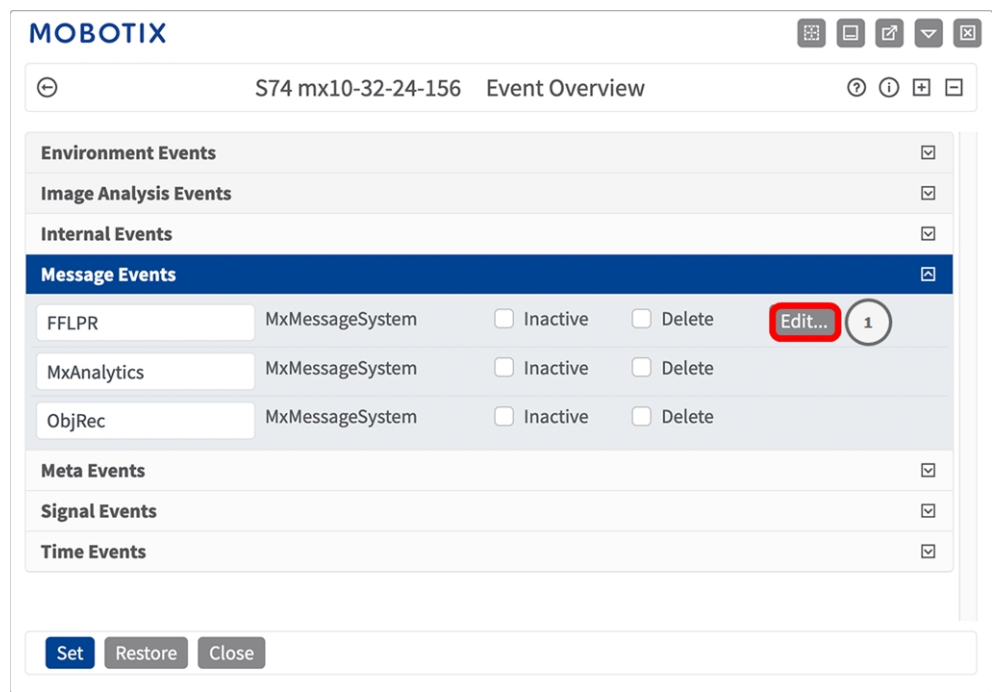 MOBOTIX
S74 mx10-32-24-156 Event Overview
Environment Events
Image Analysis Events
Internal Events
Message Events
FFLPR MxMessageSystem Inactive Delete Edit... 1
MxAnalytics MxMessageSystem Inactive Delete
ObjRec MxMessageSystem Inactive Delete
Meta Events
Signal Events
Time Events
Set Restore Close